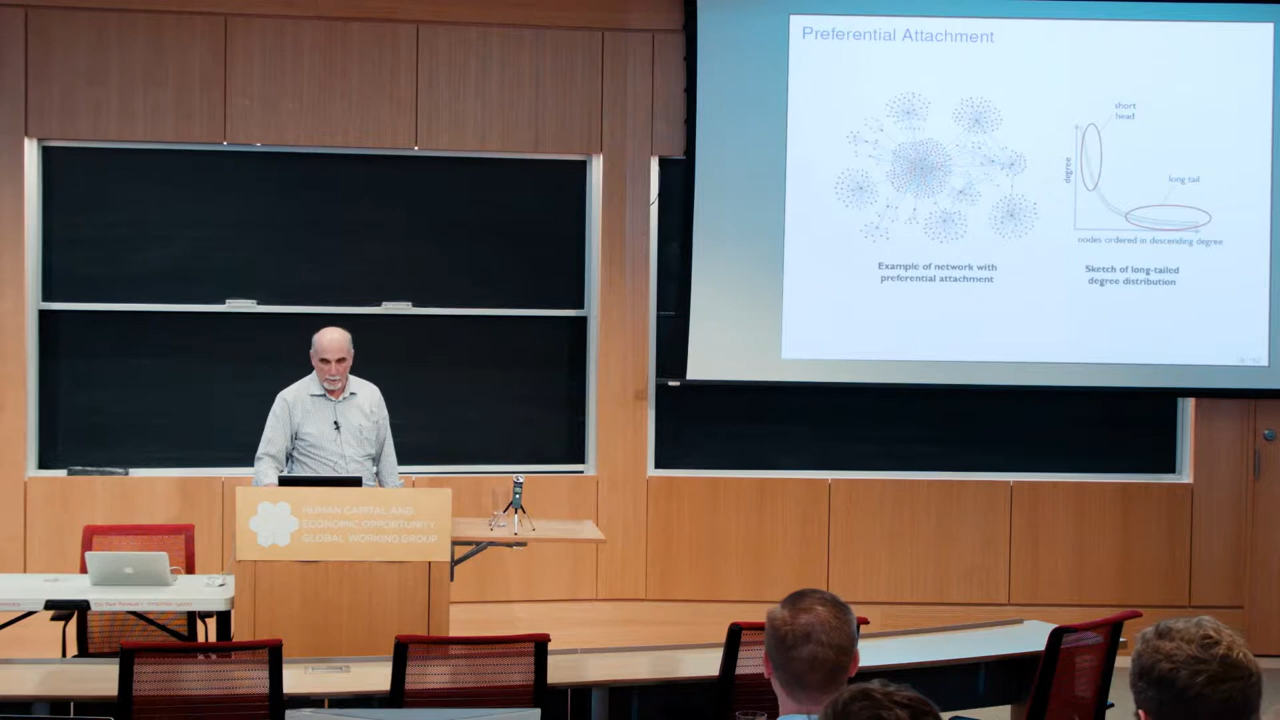 Preferential Attachment
short
head
degree
long tail
nodes ordered in descending degree
Example of network with
preferential attachment
Sketch of long-tailed
degree distribution
HUMAN CAPITAL AND
ECONOMIC OPPORTUNITY
GLOBAL WORKING GROUP